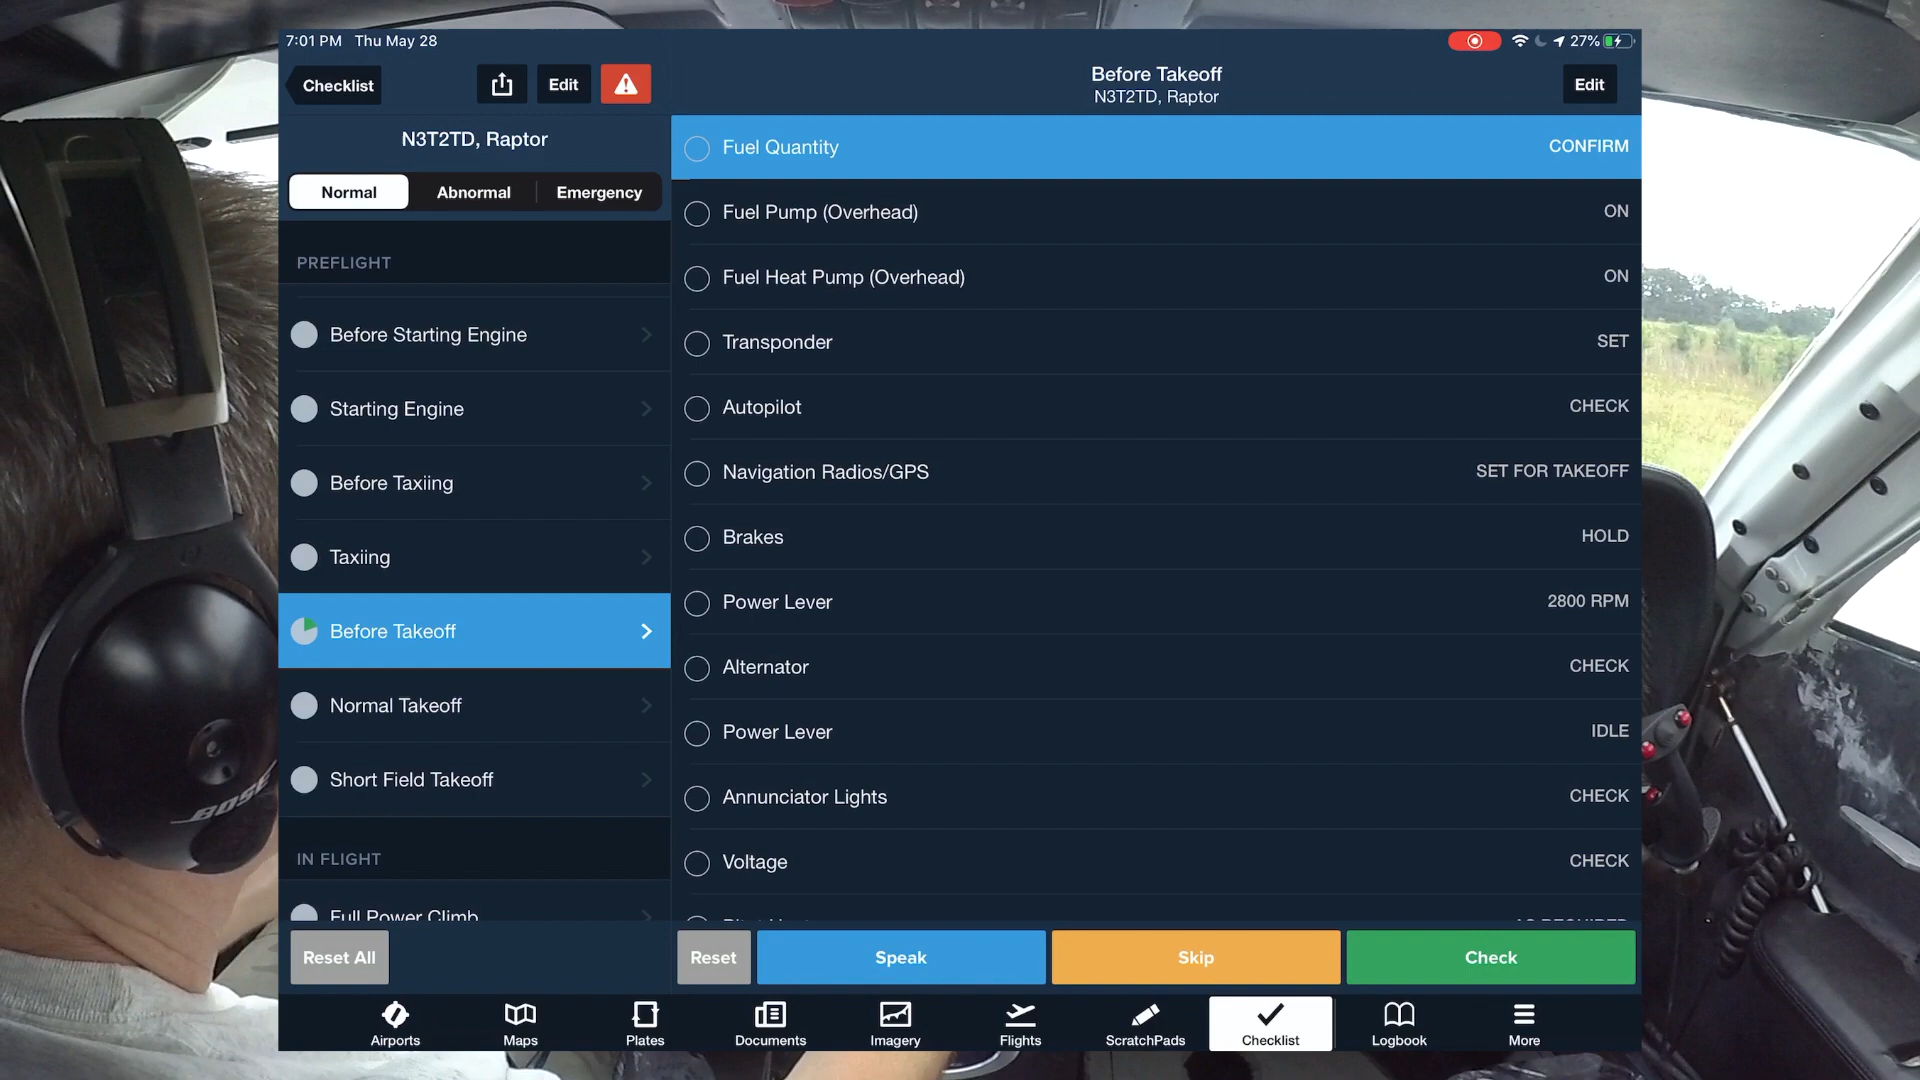 7:01 PM Thu May 28
27%
Checklist
Edit
Before Takeoff
N3T2TD, Raptor
Edit
N3T2TD, Raptor
Normal
Abnormal
Emergency
PREFLIGHT
Before Starting Engine
Starting Engine
Before Taxiing
Taxiing
Before Takeoff
Normal Takeoff
Short Field Takeoff
IN FLIGHT
Full Power Climb
Reset All
Fuel Quantity CONFIRM
Fuel Pump (Overhead) ON
Fuel Heat Pump (Overhead) ON
Transponder SET
Autopilot CHECK
Navigation Radios/GPS SET FOR TAKEOFF
Brakes HOLD
Power Lever 2800 RPM
Alternator CHECK
Power Lever IDLE
Annunciator Lights CHECK
Voltage CHECK
AS REQUIRED
Reset
Speak
Skip
Check
Airports
Maps
Plates
Documents
Imagery
Flights
ScratchPads
Checklist
Logbook
More
BOSE